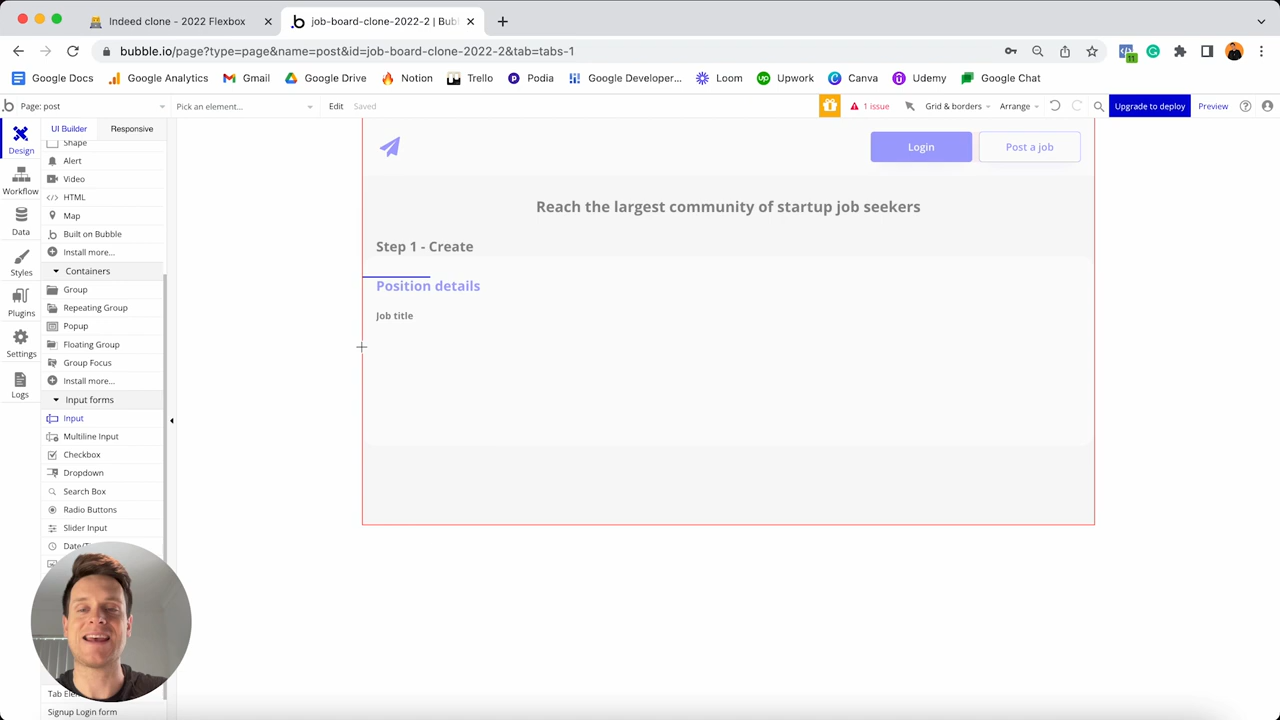 Indeed clone - 2022 Flexbox
job-board-clone-2022-2 | Bubl
bubble.io/page?type=page&name=post&id=job-board-clone-2022-2&tab=tabs-1
11
Google Docs
Google Analytics
Gmail
Google Drive
Notion
Trello
Podia
Google Developer...
Loom
Upwork
Canva
Udemy
Google Chat
Page: post
Pick an element...
Edit
Saved
1 issue
Grid & borders
Arrange
Upgrade to deploy
Preview
Design
Workflow
Data
Styles
Plugins
Settings
Logs
UI Builder
Responsive
Shape
Alert
Video
HTML
Map
Built on Bubble
Install more...
Containers
Group
Repeating Group
Popup
Floating Group
Group Focus
Install more...
Input forms
Input
Multiline Input
Checkbox
Dropdown
Search Box
Radio Buttons
Slider Input
Signup Login form
Login
Post a job
Reach the largest community of startup job seekers
Step 1 - Create
Position details
Job title